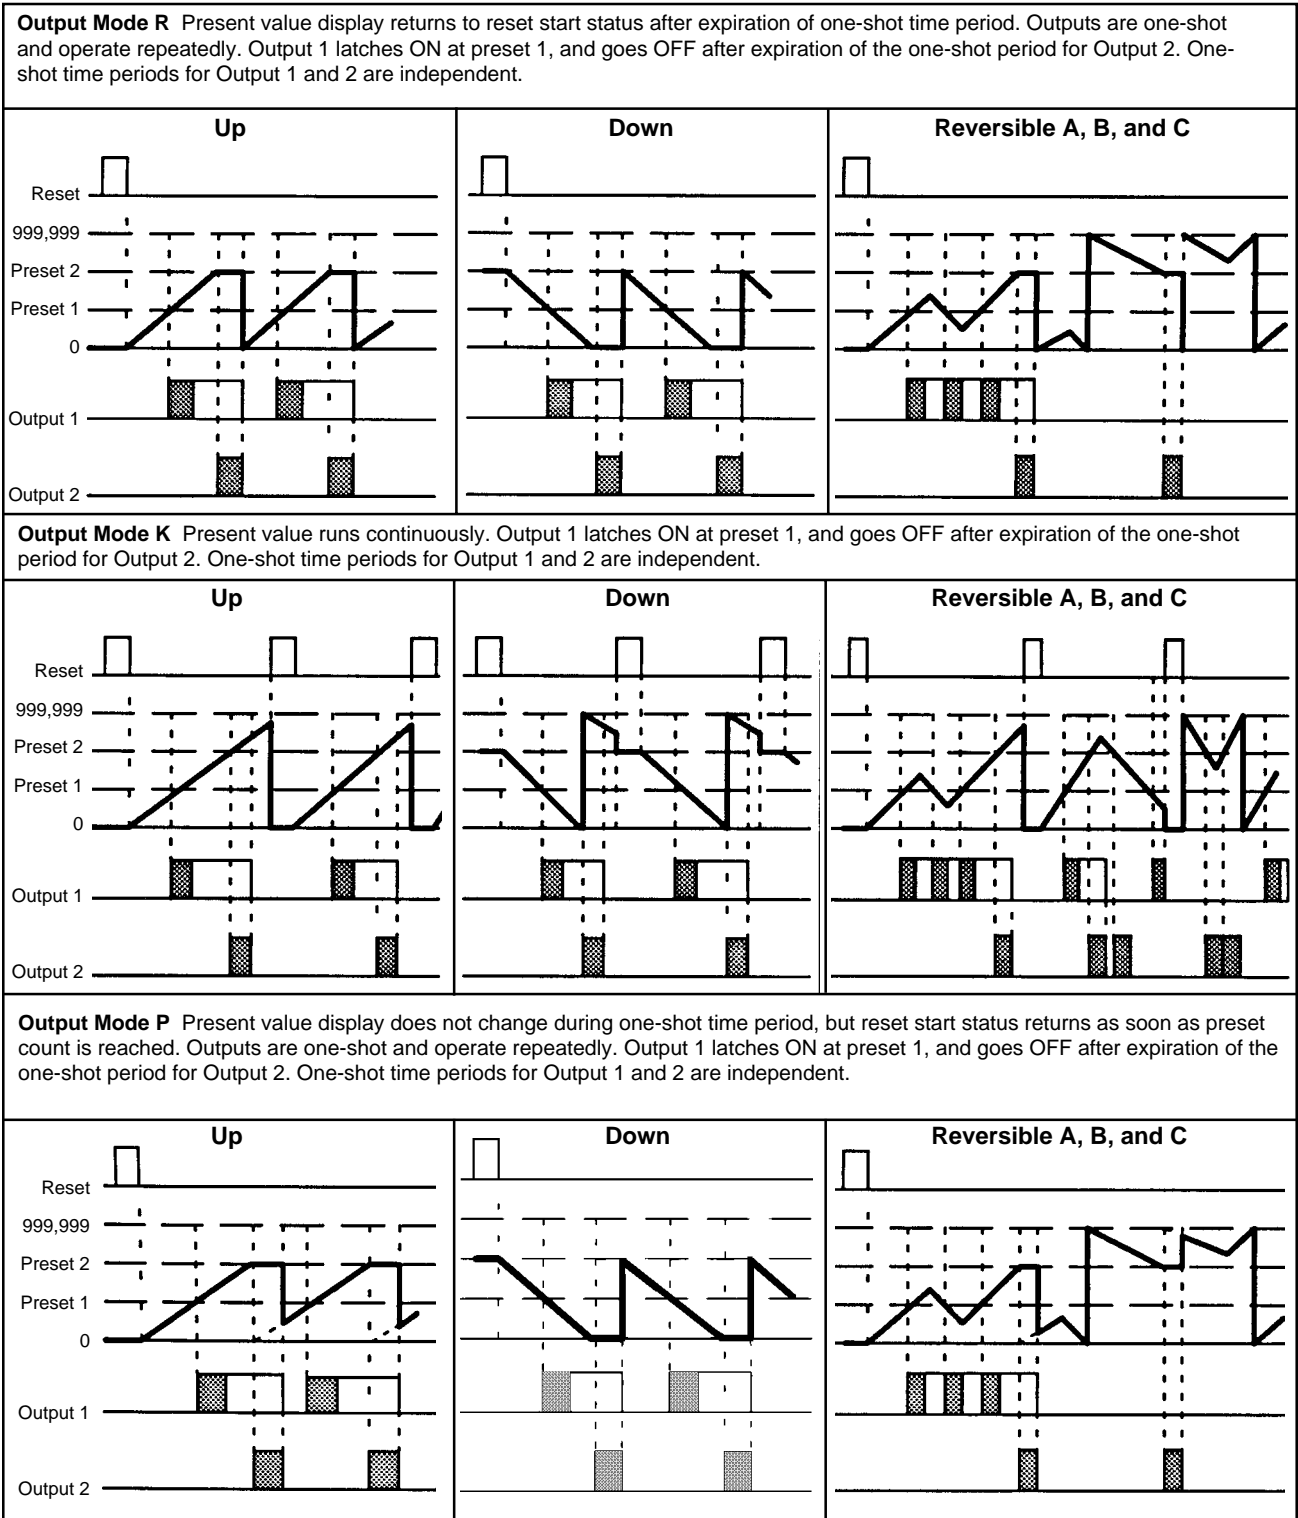 Output Mode R  Present value display returns to reset start status after expiration of one-shot time period. Outputs are one-shot
and operate repeatedly. Output 1 latches ON at preset 1, and goes OFF after expiration of the one-shot period for Output 2. One-
shot time periods for Output 1 and 2 are independent.
Up Down Reversible A, B, and C
Reset
999,999
Preset 2
Preset 1
0
Output 1
Output 2
Output Mode K  Present value runs continuously. Output 1 latches ON at preset 1, and goes OFF after expiration of the one-shot
period for Output 2. One-shot time periods for Output 1 and 2 are independent.
Up Down Reversible A, B, and C
Reset
999,999
Preset 2
Preset 1
0
Output 1
Output 2
Output Mode P  Present value display does not change during one-shot time period, but reset start status returns as soon as preset
count is reached. Outputs are one-shot and operate repeatedly. Output 1 latches ON at preset 1, and goes OFF after expiration of the
one-shot period for Output 2. One-shot time periods for Output 1 and 2 are independent.
Up Down Reversible A, B, and C
Reset
999,999
Preset 2
Preset 1
0
Output 1
Output 2